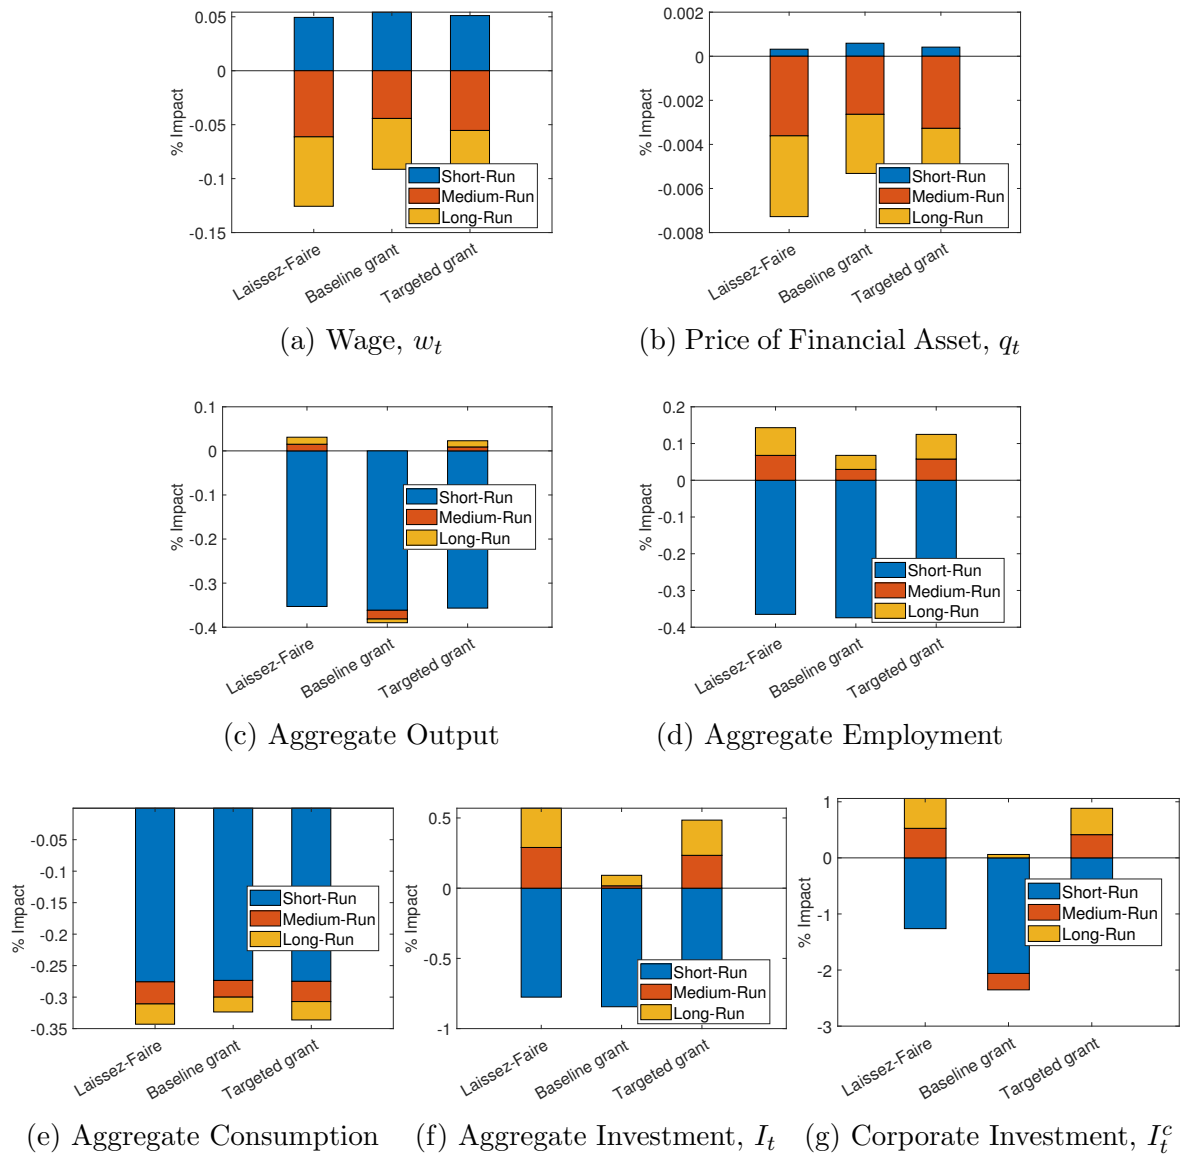 0.05
0
-0.05
-0.1
-0.15
% Impact
Short-Run
Medium-Run
Long-Run
Laissez-Faire
Baseline grant
Targeted grant
(a) Wage, w_t
0.002
0
-0.002
-0.004
-0.006
-0.008
% Impact
Short-Run
Medium-Run
Long-Run
Laissez-Faire
Baseline grant
Targeted grant
(b) Price of Financial Asset, q_t
0.1
0
-0.1
-0.2
-0.3
-0.4
% Impact
Short-Run
Medium-Run
Long-Run
Laissez-Faire
Baseline grant
Targeted grant
(c) Aggregate Output
0.2
0.1
0
-0.1
-0.2
-0.3
-0.4
% Impact
Short-Run
Medium-Run
Long-Run
Laissez-Faire
Baseline grant
Targeted grant
(d) Aggregate Employment
-0.05
-0.1
-0.15
-0.2
-0.25
-0.3
-0.35
% Impact
Short-Run
Medium-Run
Long-Run
Laissez-Faire
Baseline grant
Targeted grant
(e) Aggregate Consumption
0.5
0
-0.5
-1
% Impact
Short-Run
Medium-Run
Long-Run
Laissez-Faire
Baseline grant
Targeted grant
(f) Aggregate Investment, I_t
1
0
-1
-2
-3
% Impact
Short-Run
Medium-Run
Long-Run
Laissez-Faire
Baseline grant
Targeted grant
(g) Corporate Investment, I_t^c